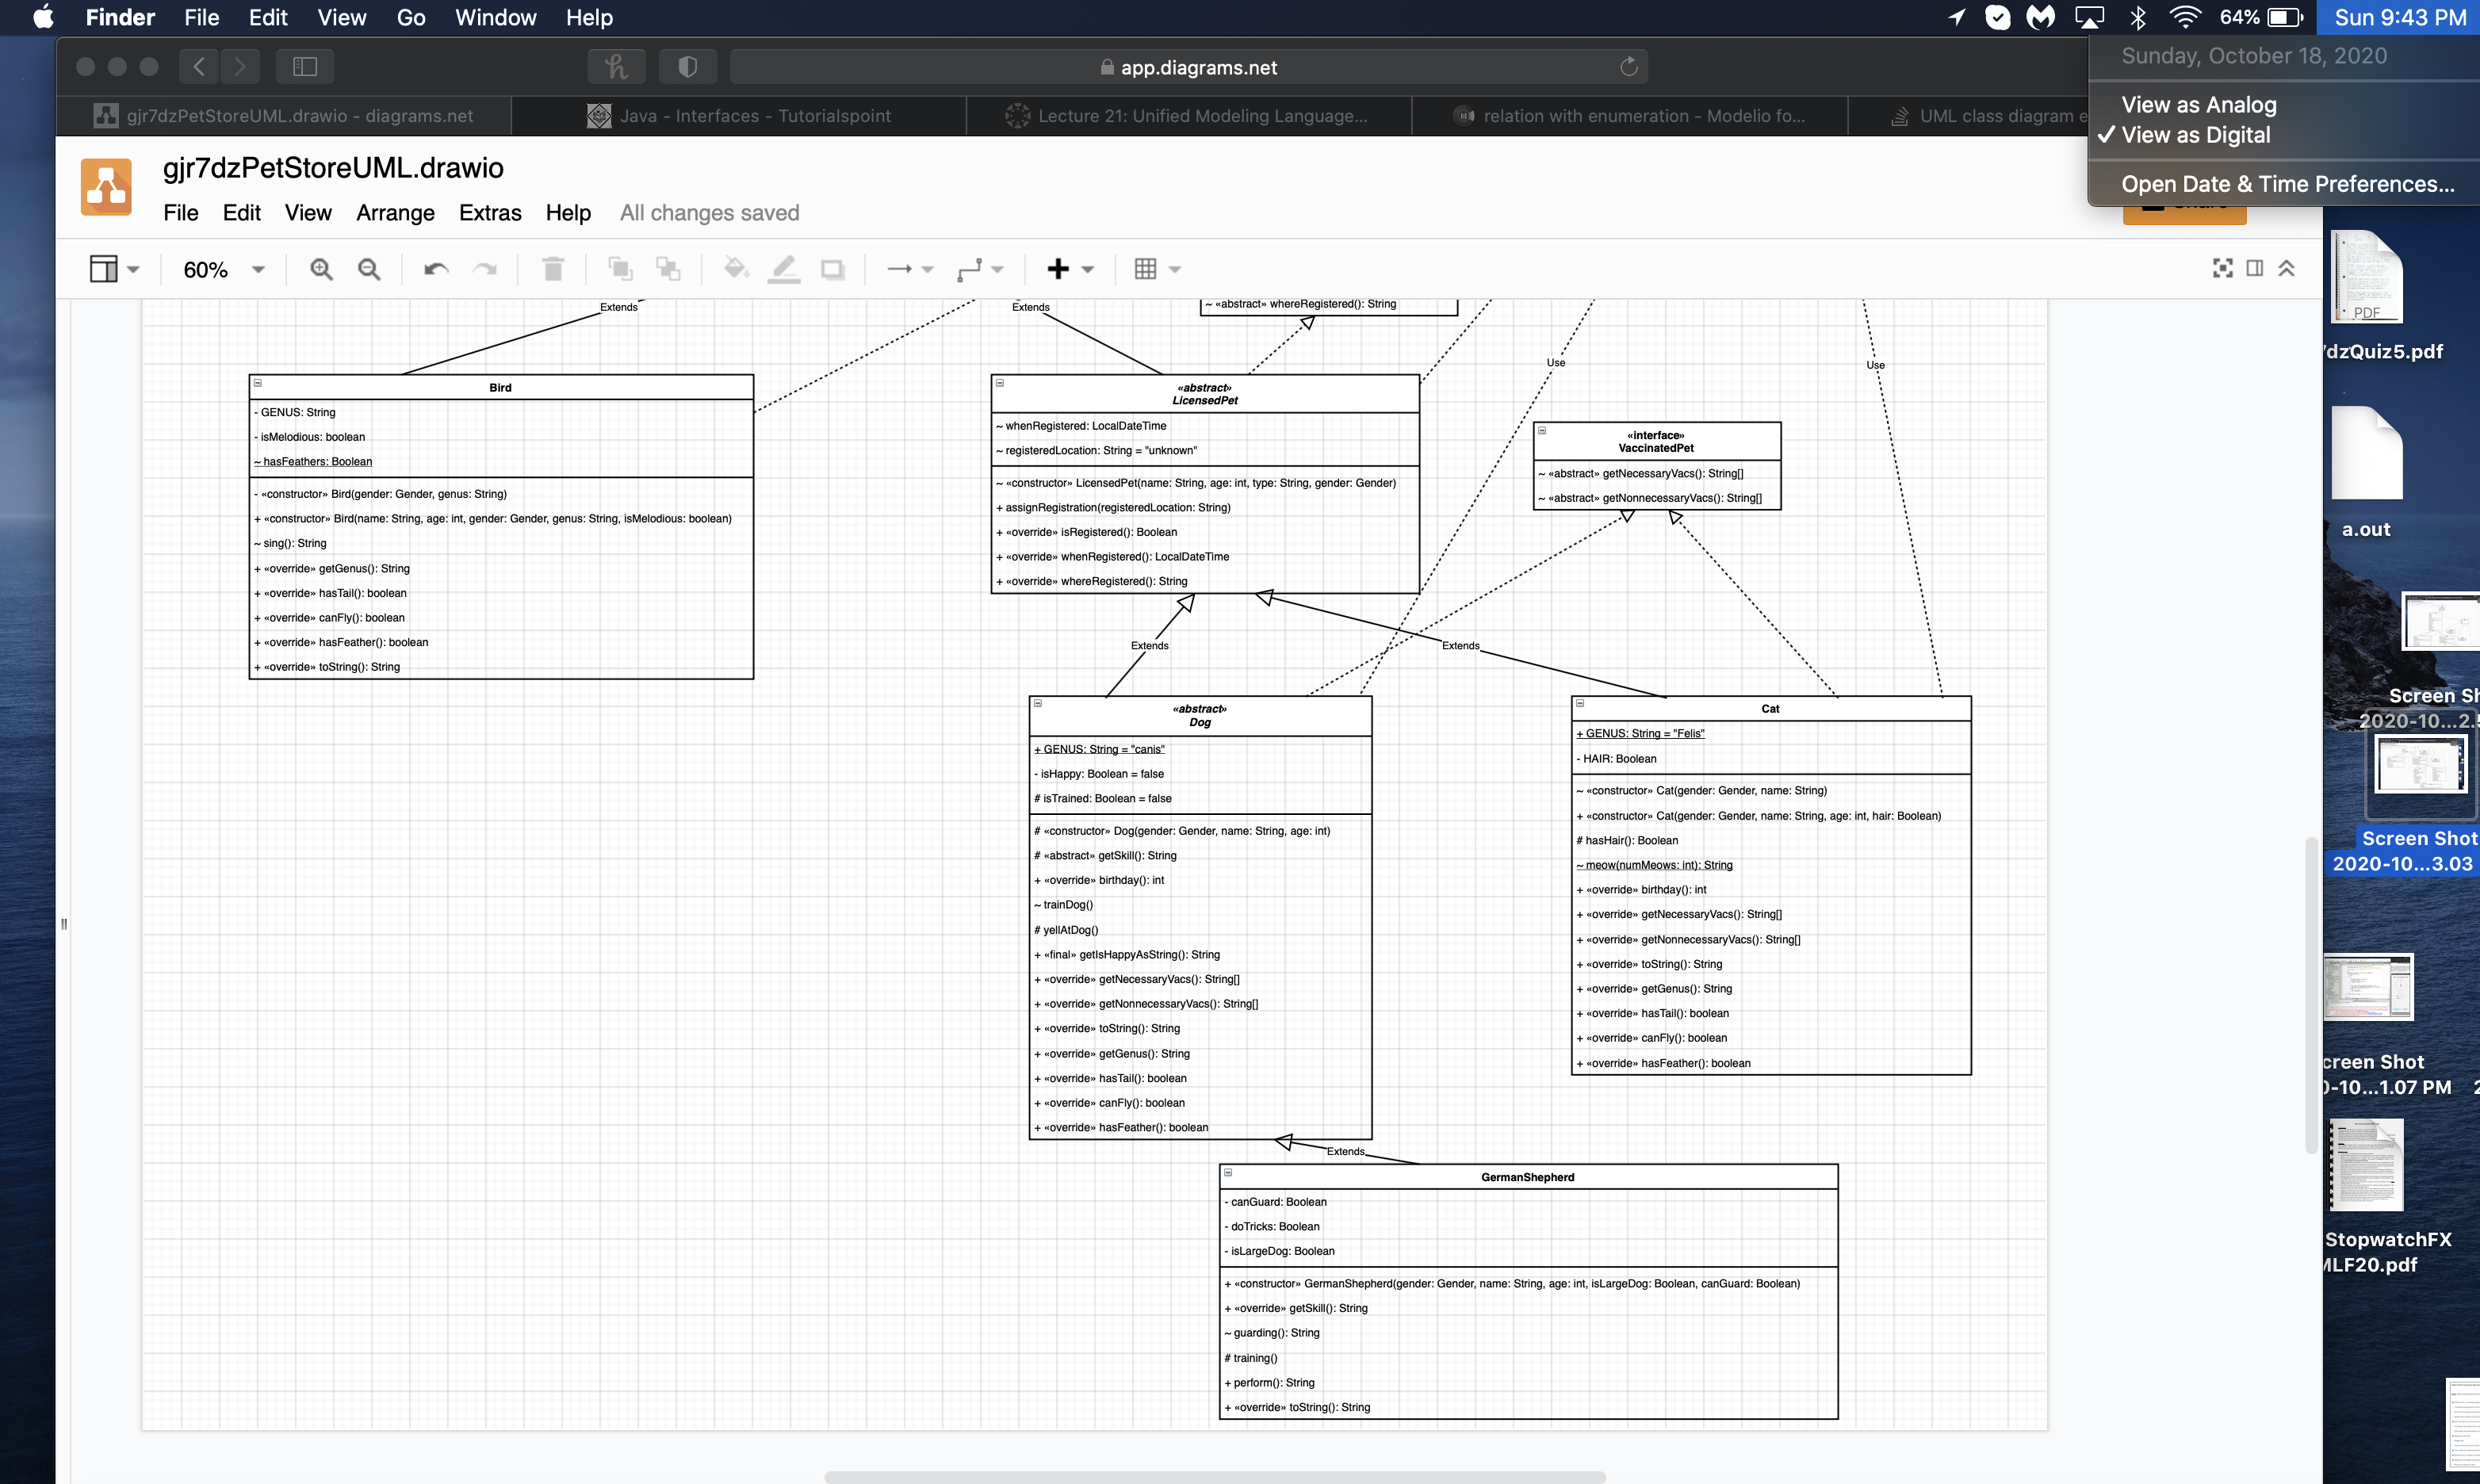 Finder File Edit View Go Window Help 64% Sun 9:43 PM
Sunday, October 18, 2020
View as Analog
✓ View as Digital
Open Date & Time Preferences...
app.diagrams.net
gjr7dzPetStoreUML.drawio - diagrams.net
Java - Interfaces - Tutorialspoint
Lecture 21: Unified Modeling Language...
relation with enumeration - Modelio fo...
UML class diagram e
gjr7dzPetStoreUML.drawio
File Edit View Arrange Extras Help All changes saved
60%
Extends
Extends
~ «abstract» whereRegistered(): String
Use
Use
Bird
- GENUS: String
- isMelodious: boolean
~ hasFeathers: Boolean
- «constructor» Bird(gender: Gender, genus: String)
+ «constructor» Bird(name: String, age: int, gender: Gender, genus: String, isMelodious: boolean)
~ sing(): String
+ «override» getGenus(): String
+ «override» hasTail(): boolean
+ «override» canFly(): boolean
+ «override» hasFeather(): boolean
+ «override» toString(): String
«abstract»
LicensedPet
~ whenRegistered: LocalDateTime
~ registeredLocation: String = "unknown"
~ «constructor» LicensedPet(name: String, age: int, type: String, gender: Gender)
+ assignRegistration(registeredLocation: String)
+ «override» isRegistered(): Boolean
+ «override» whenRegistered(): LocalDateTime
+ «override» whereRegistered(): String
«interface»
VaccinatedPet
~ «abstract» getNecessaryVacs(): String[]
~ «abstract» getNonnecessaryVacs(): String[]
Extends
Extends
«abstract»
Dog
+ GENUS: String = "canis"
- isHappy: Boolean = false
# isTrained: Boolean = false
# «constructor» Dog(gender: Gender, name: String, age: int)
# «abstract» getSkill(): String
+ «override» birthday(): int
~ trainDog()
# yellAtDog()
+ «final» getIsHappyAsString(): String
+ «override» getNecessaryVacs(): String[]
+ «override» getNonnecessaryVacs(): String[]
+ «override» toString(): String
+ «override» getGenus(): String
+ «override» hasTail(): boolean
+ «override» canFly(): boolean
+ «override» hasFeather(): boolean
Cat
+ GENUS: String = "Felis"
- HAIR: Boolean
~ «constructor» Cat(gender: Gender, name: String)
+ «constructor» Cat(gender: Gender, name: String, age: int, hair: Boolean)
# hasHair(): Boolean
~ meow(numMeows: int): String
+ «override» birthday(): int
+ «override» getNecessaryVacs(): String[]
+ «override» getNonnecessaryVacs(): String[]
+ «override» toString(): String
+ «override» getGenus(): String
+ «override» hasTail(): boolean
+ «override» canFly(): boolean
+ «override» hasFeather(): boolean
Extends
GermanShepherd
- canGuard: Boolean
- doTricks: Boolean
- isLargeDog: Boolean
+ «constructor» GermanShepherd(gender: Gender, name: String, age: int, isLargeDog: Boolean, canGuard: Boolean)
+ «override» getSkill(): String
~ guarding(): String
# training()
+ perform(): String
+ «override» toString(): String
PDF
7dzQuiz5.pdf
a.out
Screen Sh
2020-10...2.5
Screen Shot
2020-10...3.03
creen Shot
0-10...1.07 PM
StopwatchFX
MLF20.pdf